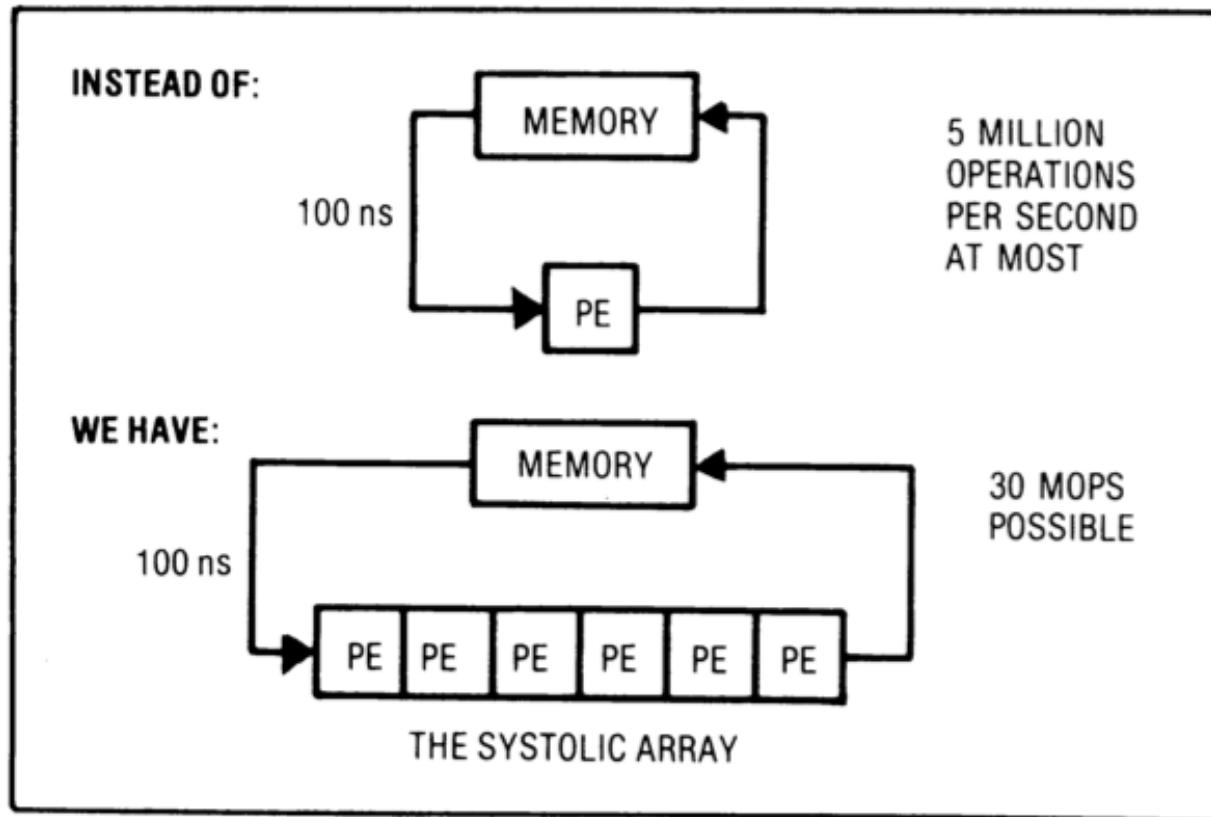 INSTEAD OF:
MEMORY
5 MILLION
OPERATIONS
PER SECOND
AT MOST
100 ns
PE
WE HAVE:
MEMORY
30 MOPS
POSSIBLE
100 ns
PE PE PE PE PE PE
THE SYSTOLIC ARRAY